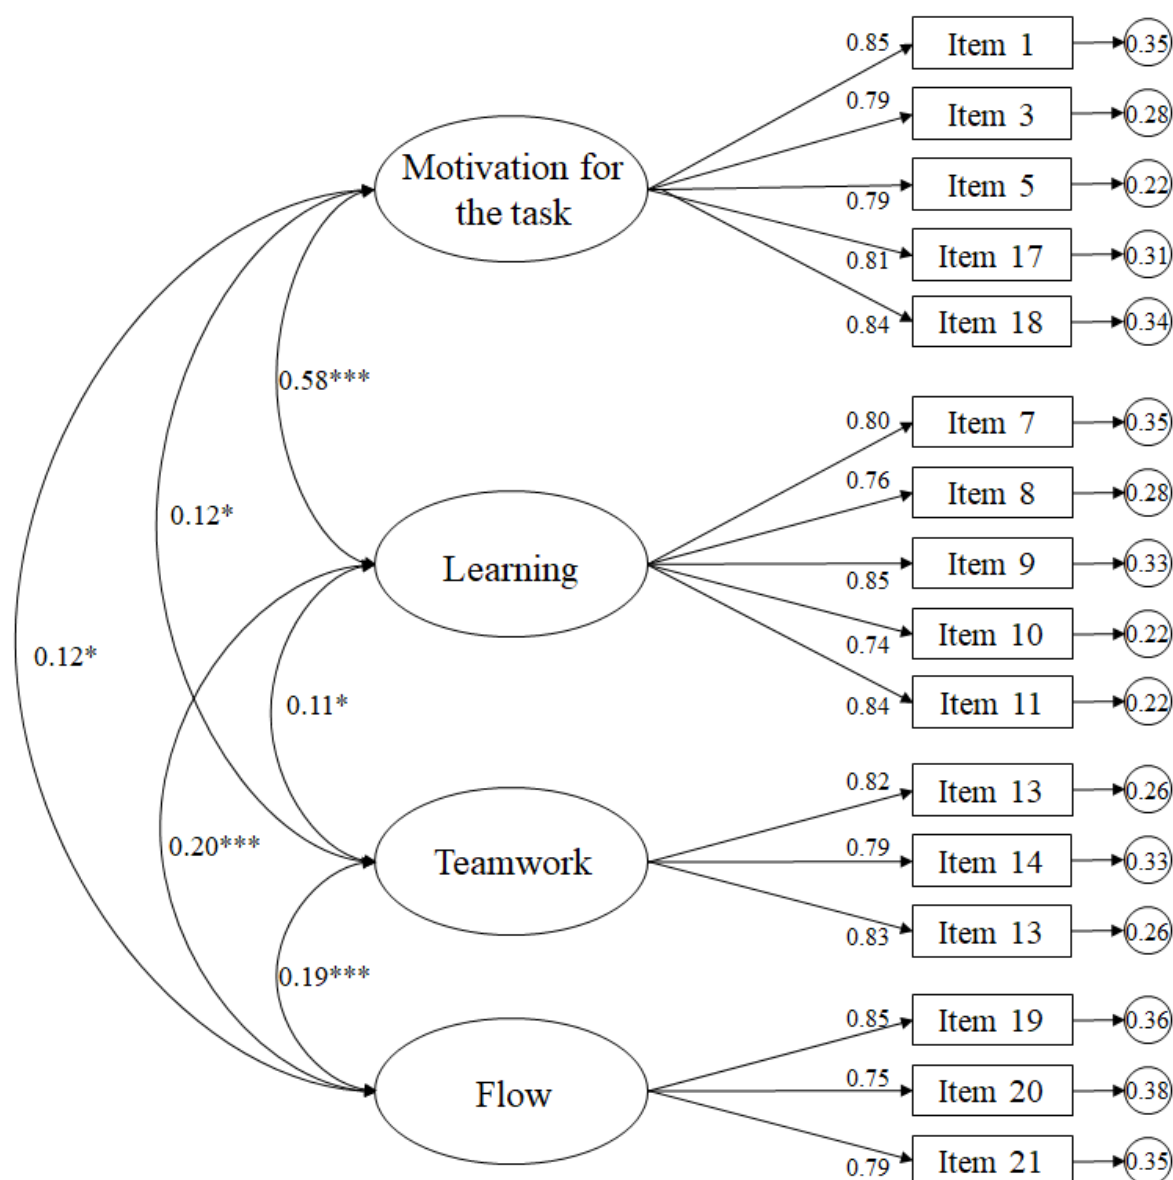 0.85
Item 1
0.35
0.79
Item 3
0.28
Motivation for
the task
0.79
Item 5
0.22
0.81
Item 17
0.31
0.84
Item 18
0.34
0.58***
0.80
Item 7
0.35
0.76
Item 8
0.28
0.12*
Learning
0.85
Item 9
0.33
0.74
Item 10
0.22
0.12*
0.11*
0.84
Item 11
0.22
0.82
Item 13
0.26
0.20***
Teamwork
0.79
Item 14
0.33
0.83
Item 13
0.26
0.19***
0.85
Item 19
0.36
Flow
0.75
Item 20
0.38
0.79
Item 21
0.35